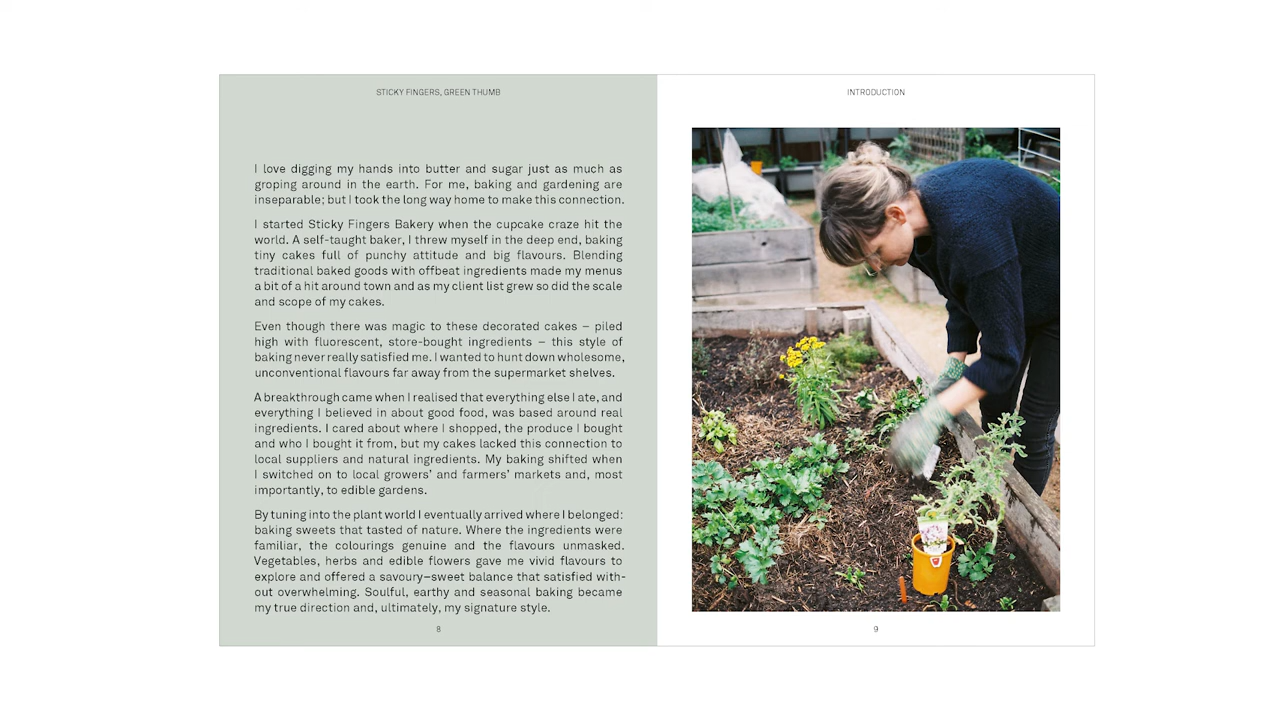 STICKY FINGERS, GREEN THUMB
I love digging my hands into butter and sugar just as much as
groping around in the earth. For me, baking and gardening are
inseparable; but I took the long way home to make this connection.
I started Sticky Fingers Bakery when the cupcake craze hit the
world. A self-taught baker, I threw myself in the deep end, baking
tiny cakes full of punchy attitude and big flavours. Blending
traditional baked goods with offbeat ingredients made my menus
a bit of a hit around town and as my client list grew so did the scale
and scope of my cakes.
Even though there was magic to these decorated cakes – piled
high with fluorescent, store-bought ingredients – this style of
baking never really satisfied me. I wanted to hunt down wholesome,
unconventional flavours far away from the supermarket shelves.
A breakthrough came when I realised that everything else I ate, and
everything I believed in about good food, was based around real
ingredients. I cared about where I shopped, the produce I bought
and who I bought it from, but my cakes lacked this connection to
local suppliers and natural ingredients. My baking shifted when
I switched on to local growers’ and farmers’ markets and, most
importantly, to edible gardens.
By tuning into the plant world I eventually arrived where I belonged:
baking sweets that tasted of nature. Where the ingredients were
familiar, the colourings genuine and the flavours unmasked.
Vegetables, herbs and edible flowers gave me vivid flavours to
explore and offered a savoury–sweet balance that satisfied with-
out overwhelming. Soulful, earthy and seasonal baking became
my true direction and, ultimately, my signature style.
8
INTRODUCTION
9